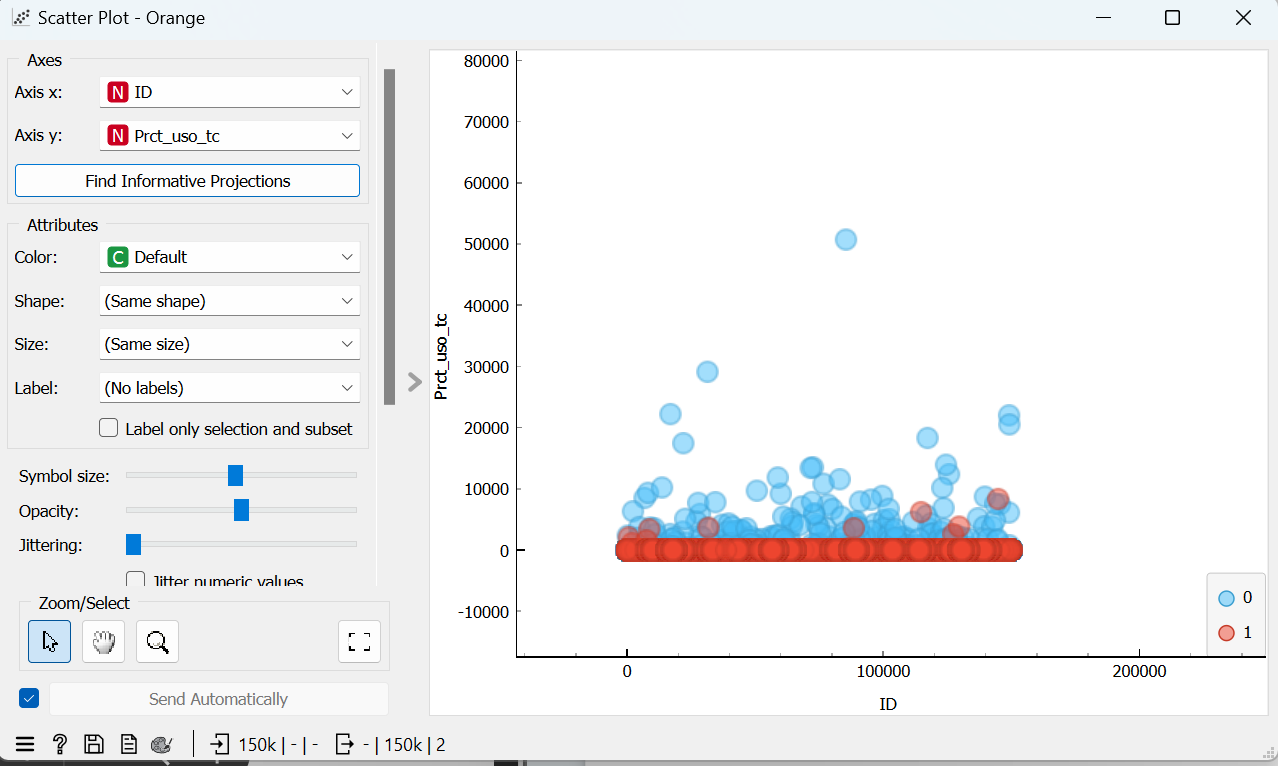 Scatter Plot - Orange
Axes
Axis x: N ID
Axis y: N Prct_uso_tc
Find Informative Projections
Attributes
Color: C Default
Shape: (Same shape)
Size: (Same size)
Label: (No labels)
Label only selection and subset
Symbol size:
Opacity:
Jittering:
Jitter numeric values
Zoom/Select
Send Automatically
150k | - | - - | 150k | 2
80000
70000
60000
50000
40000
30000
20000
10000
0
-10000
Prct_uso_tc
0 100000 200000
ID
0
1